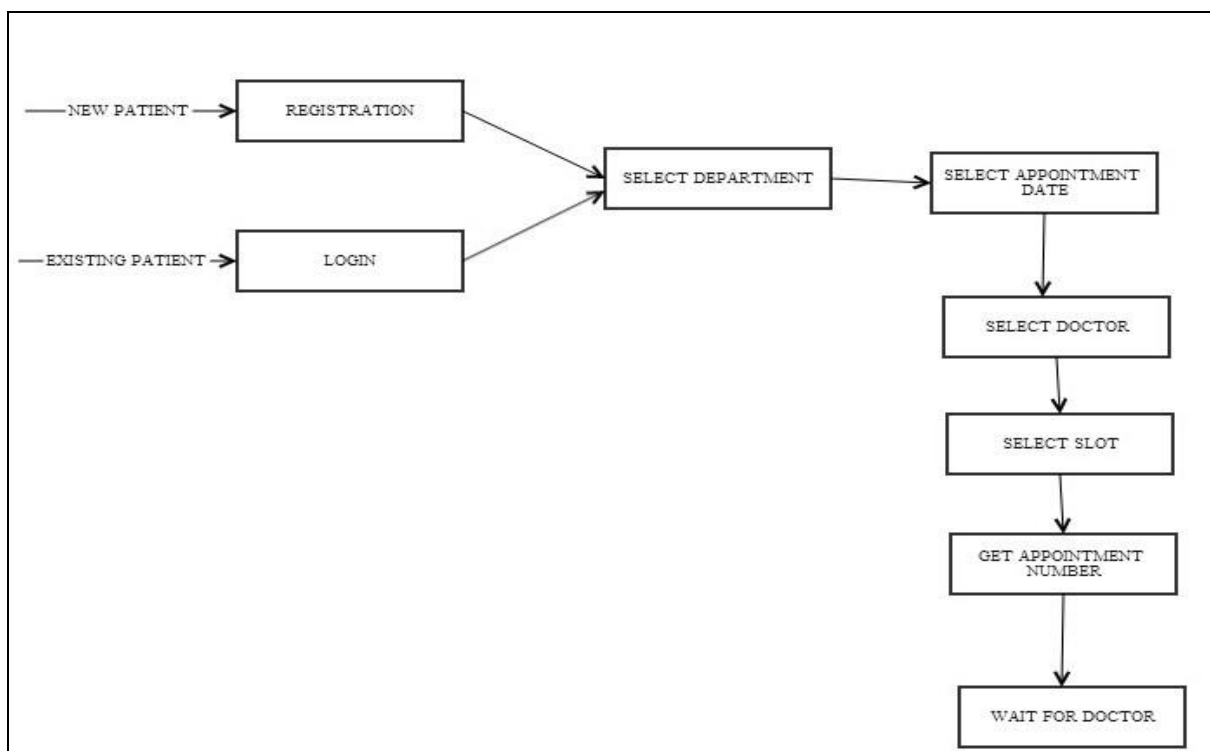 NEW PATIENT
REGISTRATION
EXISTING PATIENT
LOGIN
SELECT DEPARTMENT
SELECT APPOINTMENT
DATE
SELECT DOCTOR
SELECT SLOT
GET APPOINTMENT
NUMBER
WAIT FOR DOCTOR